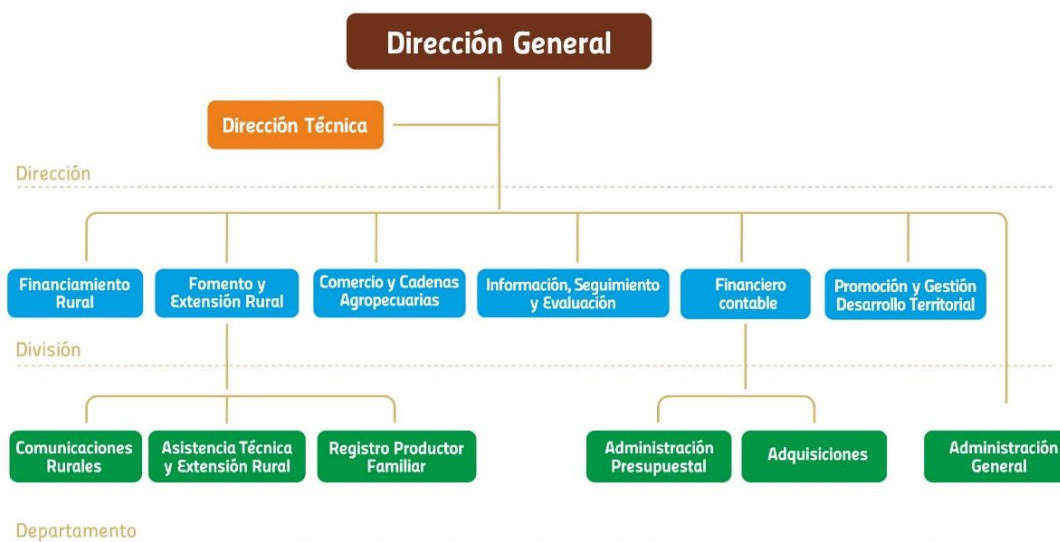 Dirección General
Dirección Técnica
Dirección
Financiamiento
Rural
Fomento y
Extensión Rural
Comercio y Cadenas
Agropecuarias
Información, Seguimiento
y Evaluación
Financiero
contable
Promoción y Gestión
Desarrollo Territorial
División
Comunicaciones
Rurales
Asistencia Técnica
y Extensión Rural
Registro Productor
Familiar
Administración
Presupuestal
Adquisiciones
Administración
General
Departamento